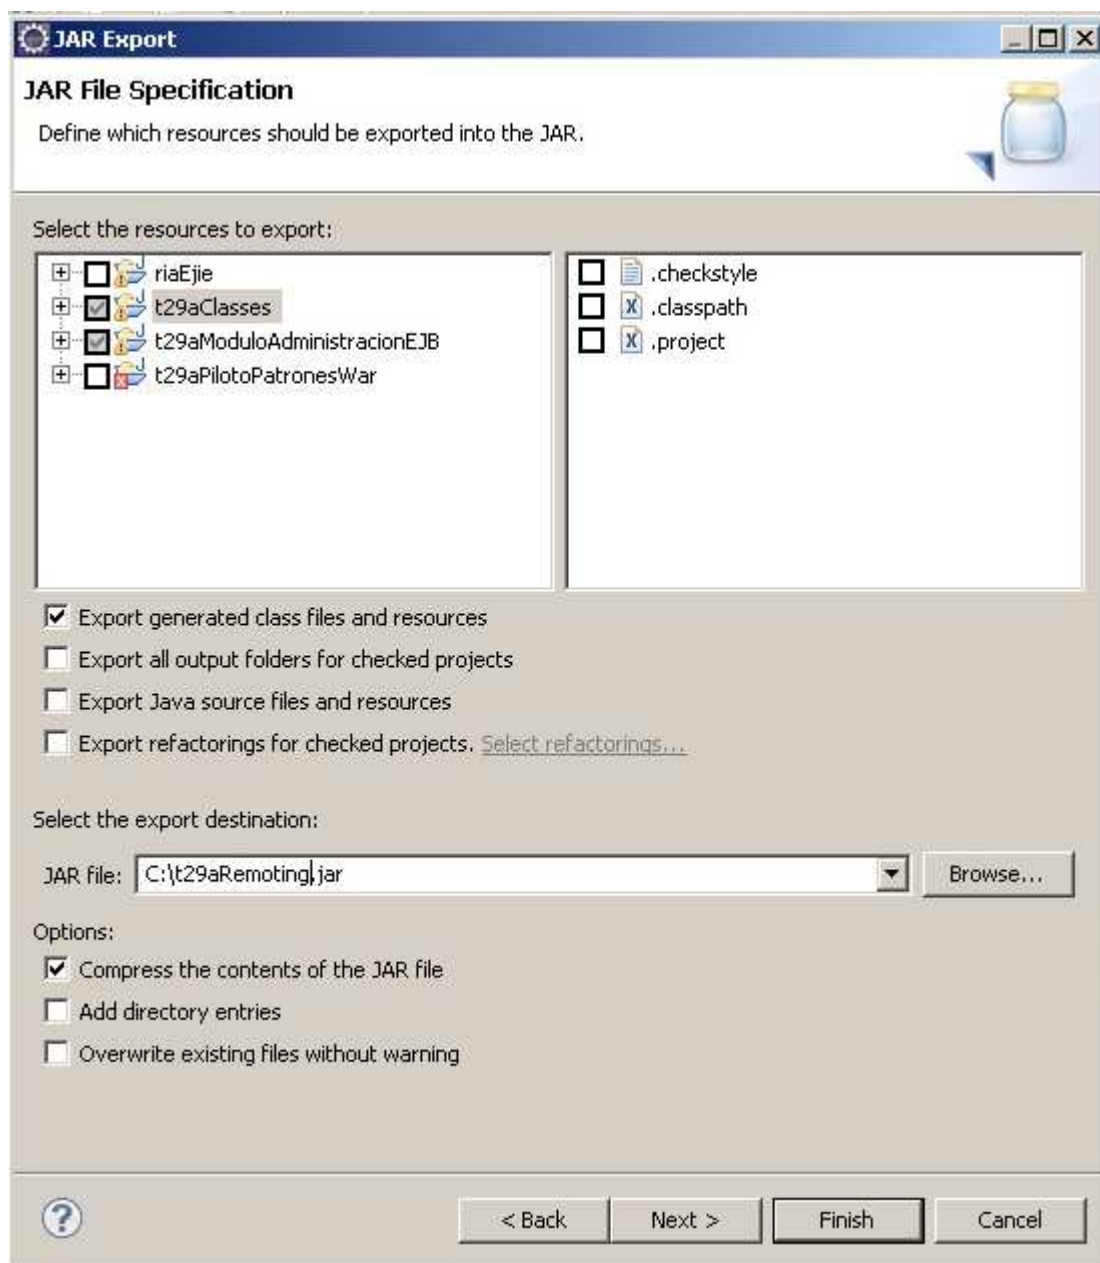 JAR Export
JAR File Specification
Define which resources should be exported into the JAR.
Select the resources to export:
riaEjie
t29aClasses
t29aModuloAdministracionEJB
t29aPilotoPatronesWar
.checkstyle
.classpath
.project
Export generated class files and resources
Export all output folders for checked projects
Export Java source files and resources
Export refactorings for checked projects. Select refactorings...
Select the export destination:
JAR file: C:\t29aRemoting.jar Browse...
Options:
Compress the contents of the JAR file
Add directory entries
Overwrite existing files without warning
? < Back Next > Finish Cancel